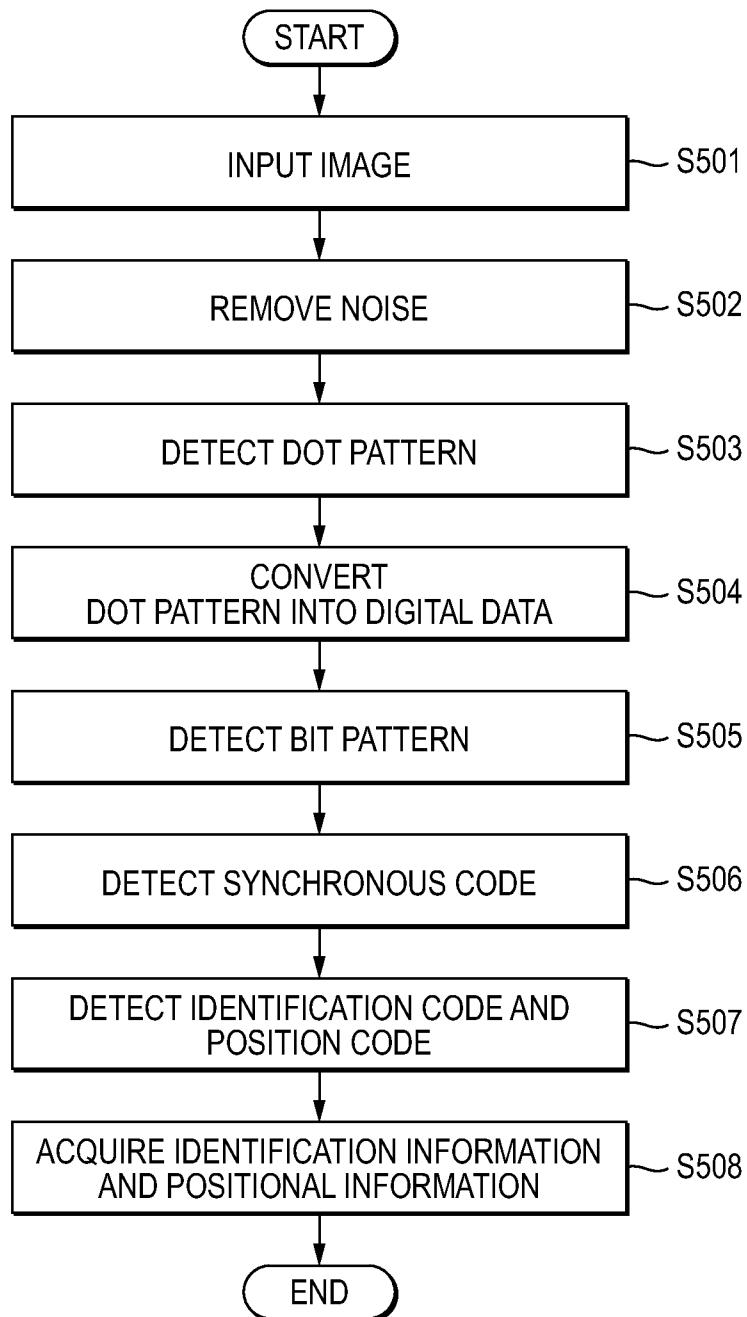 START
INPUT IMAGE
S501
REMOVE NOISE
S502
DETECT DOT PATTERN
S503
CONVERT
DOT PATTERN INTO DIGITAL DATA
S504
DETECT BIT PATTERN
S505
DETECT SYNCHRONOUS CODE
S506
DETECT IDENTIFICATION CODE AND
POSITION CODE
S507
ACQUIRE IDENTIFICATION INFORMATION
AND POSITIONAL INFORMATION
S508
END